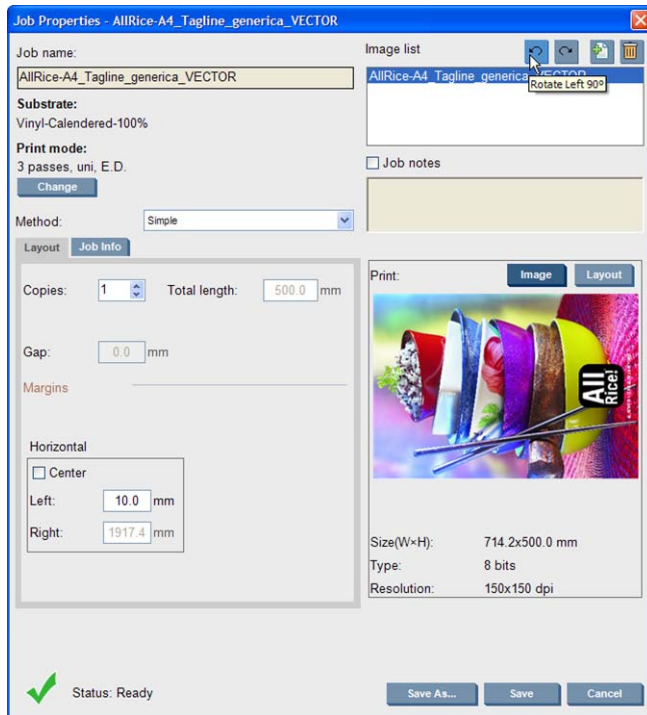 Job Properties - AllRice-A4_Tagline_generica_VECTOR
Job name:
AllRice-A4_Tagline_generica_VECTOR
Substrate:
Vinyl-Calendered-100%
Print mode:
3 passes, uni, E.D.
Change
Method:
Simple
Image list
AllRice-A4_Tagline_generica_VECTOR
Rotate Left 90º
Job notes
Layout
Job Info
Copies:
1
Total length:
500.0 mm
Gap:
0.0 mm
Margins
Horizontal
Center
Left:
10.0 mm
Right:
1917.4 mm
Print:
Image
Layout
All
Rice!
Size(W×H):
714.2x500.0 mm
Type:
8 bits
Resolution:
150x150 dpi
Status: Ready
Save As...
Save
Cancel